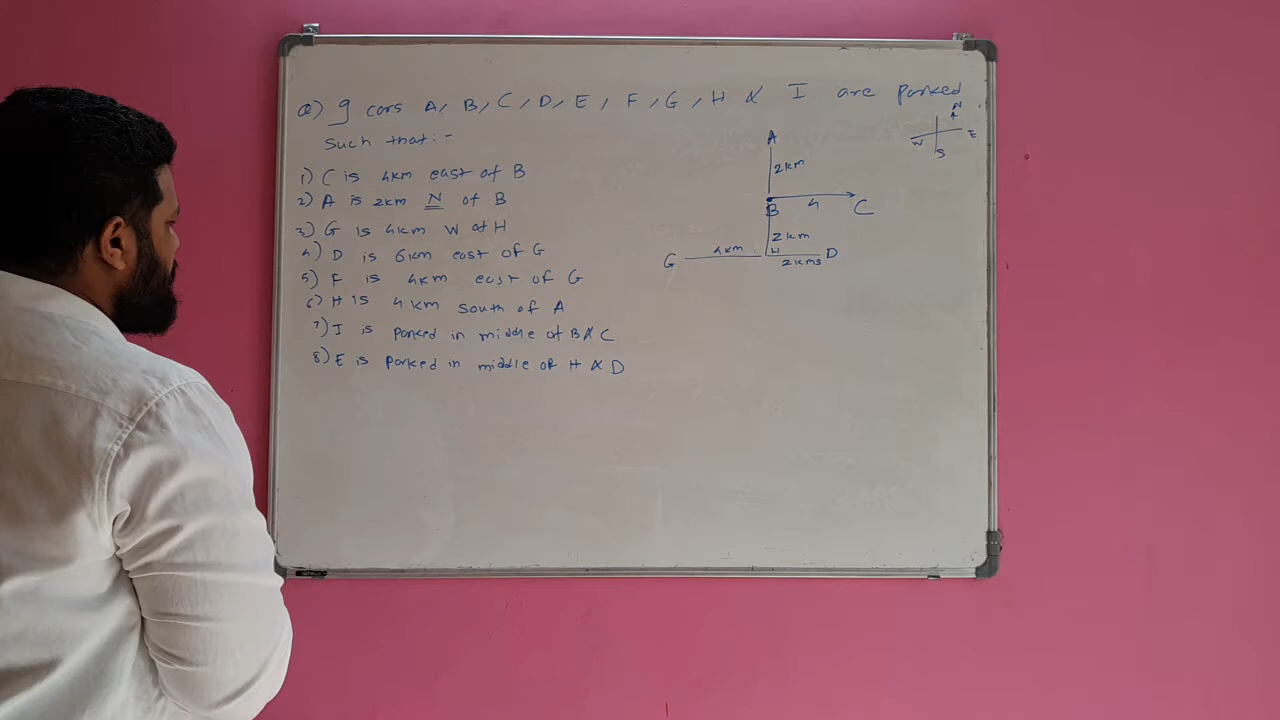 Q) 9 cars A, B, C, D, E, F, G, H & I are parked
such that:-
1) C is 4km east of B
2) A is 2km N of B
3) G is 4km W of H
4) D is 6km east of G
5) F is 4km east of G
6) H is 4km south of A
7) I is parked in middle of B & C
8) E is parked in middle of H & D
N
W E
S
A
2km
B 4 C
2km
G 4km H 2kms D